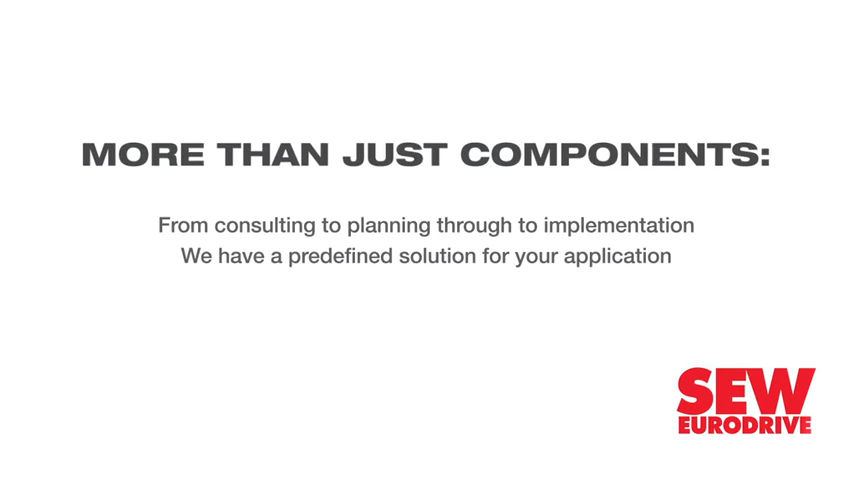 MORE THAN JUST COMPONENTS:
From consulting to planning through to implementation
We have a predefined solution for your application
SEW
EURODRIVE